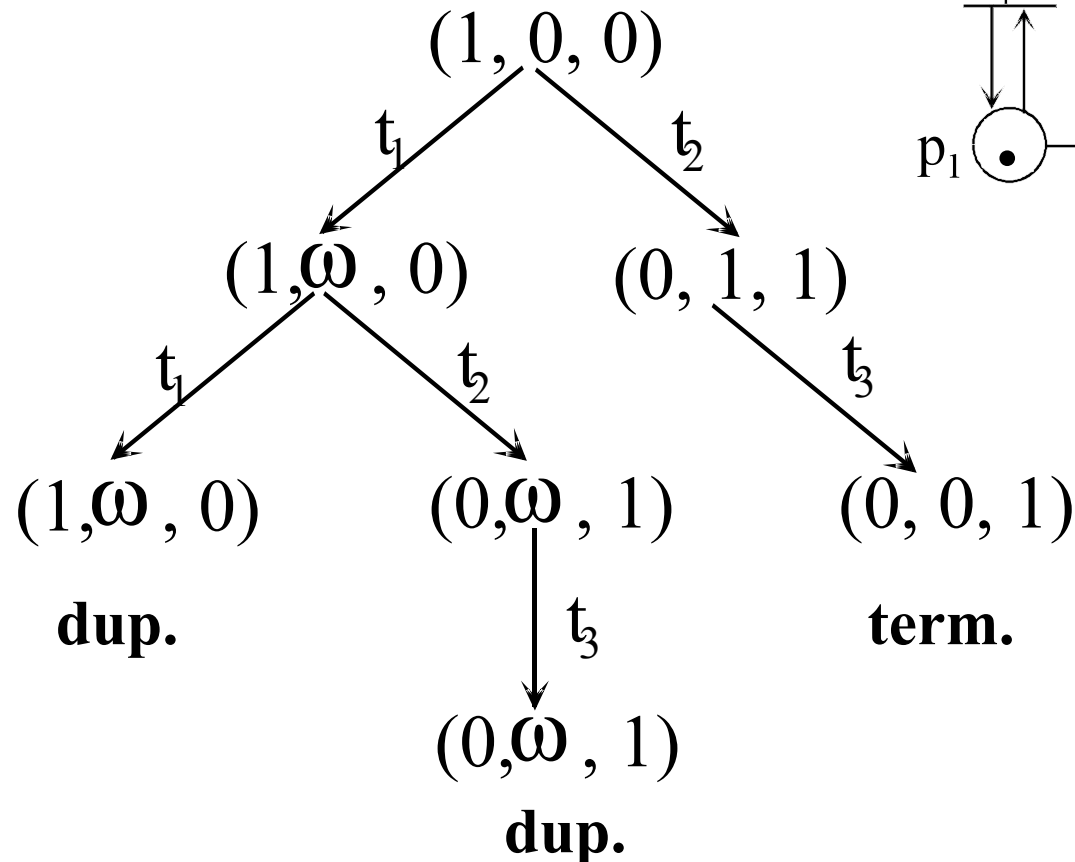 (1, 0, 0)
t1
t2
p1
(1,ω, 0)
(0, 1, 1)
t1
t2
t3
(1,ω, 0)
(0,ω, 1)
(0, 0, 1)
dup.
t3
term.
(0,ω, 1)
dup.